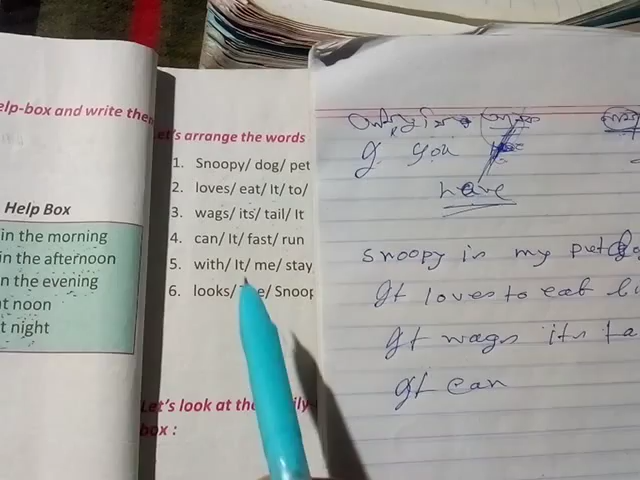 elp-box and write the
Help Box
in the morning
in the afternoon
n the evening
t noon
t night
et's arrange the words
1. Snoopy/ dog/ pet
2. loves/ eat/ It/ to/
3. wags/ its/ tail/ It
4. can/ It/ fast/ run
5. with/ It/ me/ stay
6. looks/ Snoop
Let's look at the
box :
I you
have
snoopy is my pet
It loves to eat
It wags its ta
It can